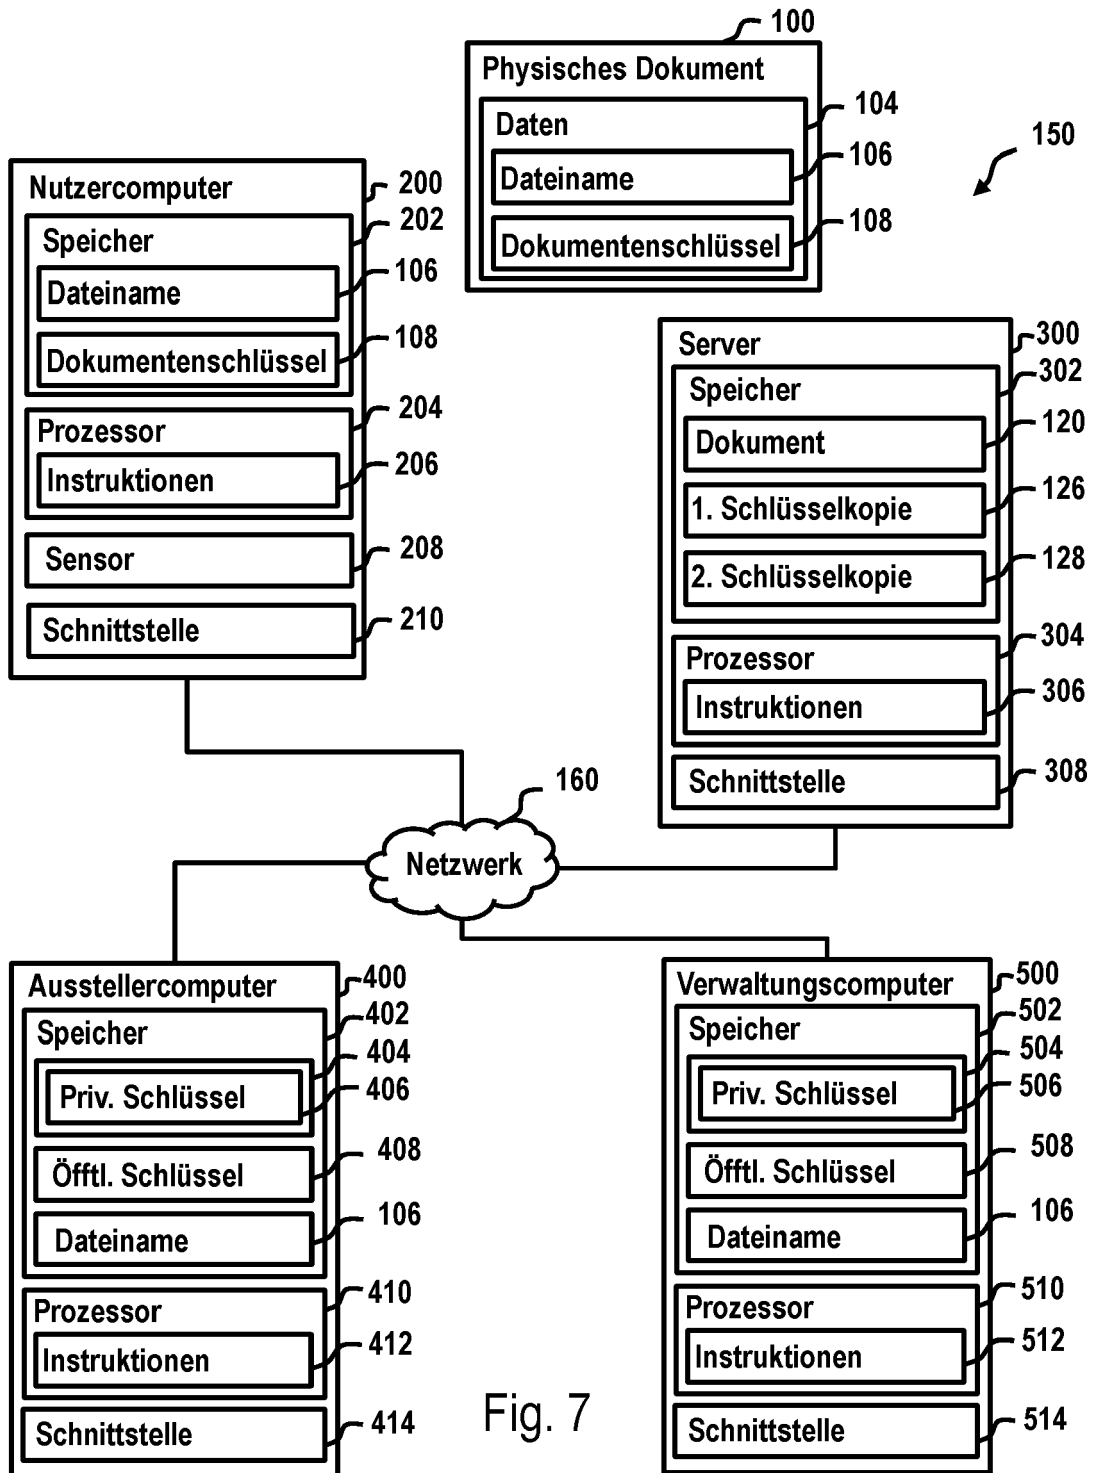 100
Physisches Dokument
Daten
104
Dateiname
106
Dokumentenschlüssel
108
150
Nutzercomputer
200
Speicher
202
Dateiname
106
Dokumentenschlüssel
108
Prozessor
204
Instruktionen
206
Sensor
208
Schnittstelle
210
Server
300
Speicher
302
Dokument
120
1. Schlüsselkopie
126
2. Schlüsselkopie
128
Prozessor
304
Instruktionen
306
Schnittstelle
308
160
Netzwerk
Ausstellercomputer
400
Speicher
402
404
Priv. Schlüssel
406
Öfftl. Schlüssel
408
Dateiname
106
Prozessor
410
Instruktionen
412
Schnittstelle
414
Verwaltungscomputer
500
Speicher
502
504
Priv. Schlüssel
506
Öfftl. Schlüssel
508
Dateiname
106
Prozessor
510
Instruktionen
512
Schnittstelle
514
Fig. 7